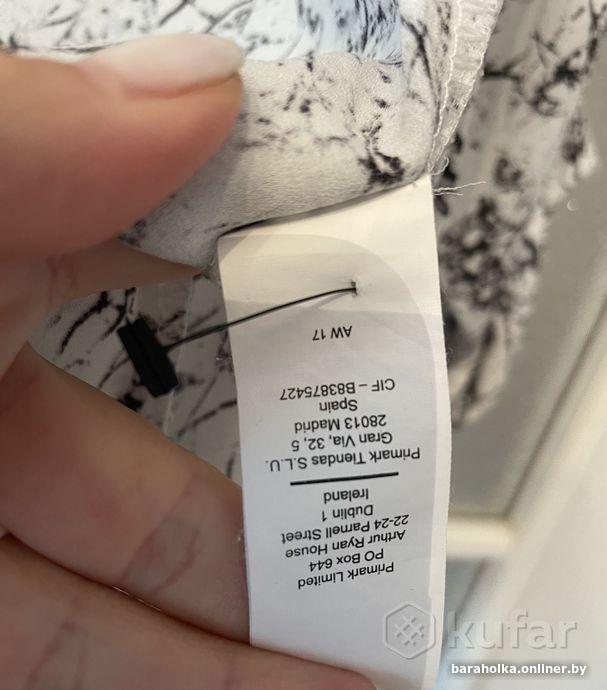 Primark Limited
PO Box 644
Arthur Ryan House
22-24 Parnell Street
Dublin 1
Ireland
Primark Tiendas S.L.U.
Gran Via, 32, 5
28013 Madrid
Spain
CIF – B83875427
AW 17
kufar
baraholka.onliner.by